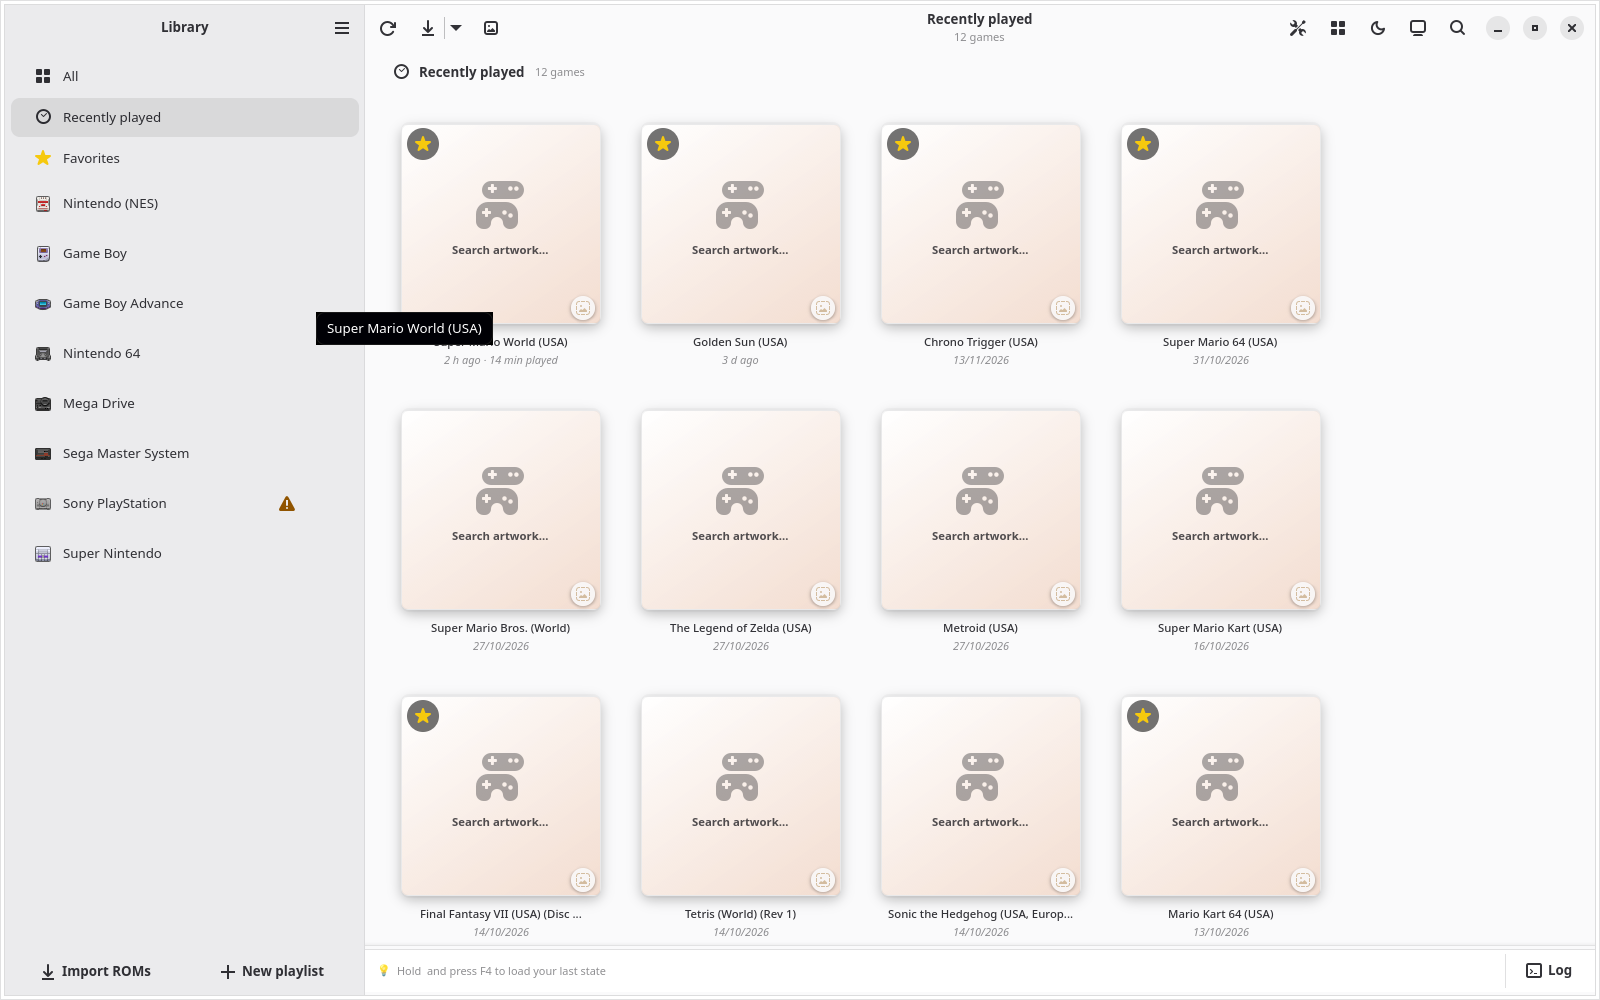 Library
Recently played
12 games
All
Recently played
Favorites
Nintendo (NES)
Game Boy
Game Boy Advance
Nintendo 64
Mega Drive
Sega Master System
Sony PlayStation
Super Nintendo
Import ROMs
New playlist
Recently played 12 games
Search artwork...
Search artwork...
Search artwork...
Search artwork...
Super Mario World (USA)
Super Mario World (USA)
Golden Sun (USA)
Chrono Trigger (USA)
Super Mario 64 (USA)
2 h ago · 14 min played
3 d ago
13/11/2026
31/10/2026
Search artwork...
Search artwork...
Search artwork...
Search artwork...
Super Mario Bros. (World)
The Legend of Zelda (USA)
Metroid (USA)
Super Mario Kart (USA)
27/10/2026
27/10/2026
27/10/2026
16/10/2026
Search artwork...
Search artwork...
Search artwork...
Search artwork...
Final Fantasy VII (USA) (Disc ...
Tetris (World) (Rev 1)
Sonic the Hedgehog (USA, Europ...
Mario Kart 64 (USA)
14/10/2026
14/10/2026
14/10/2026
13/10/2026
Hold  and press F4 to load your last state
Log